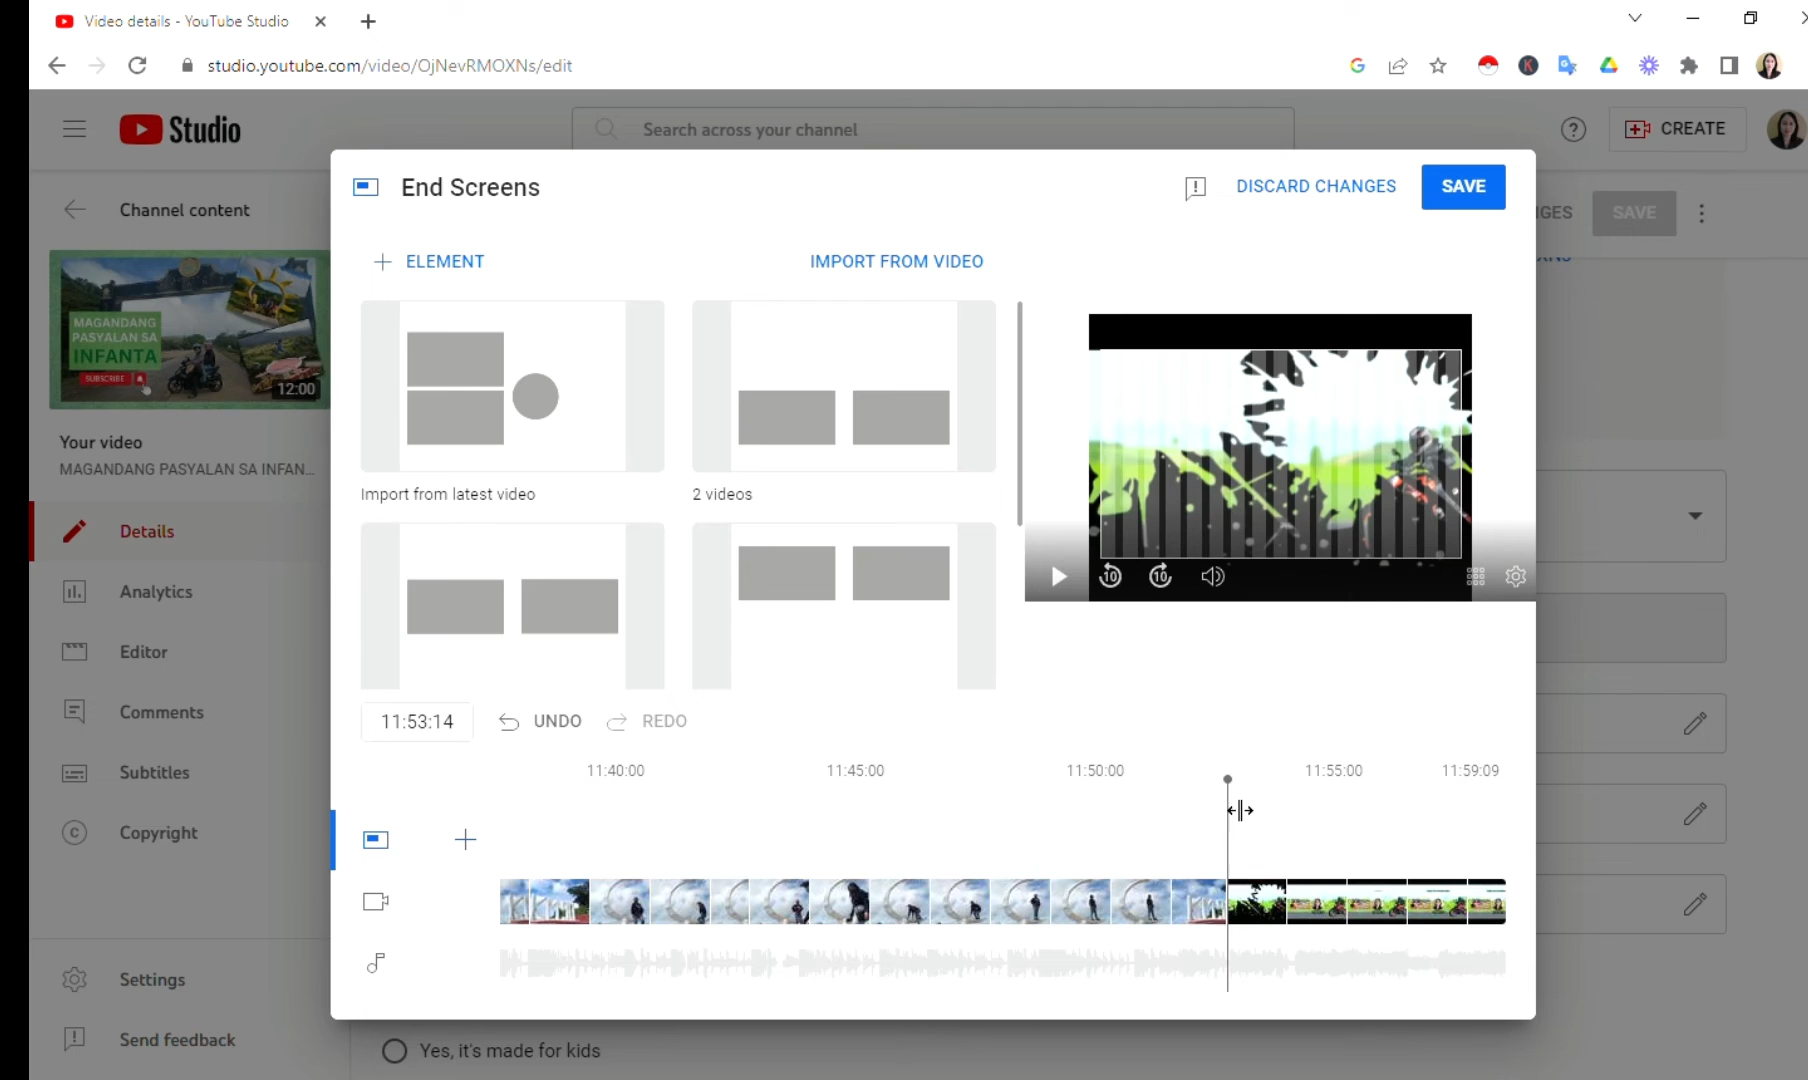 Video details - YouTube Studio
studio.youtube.com/video/OjNevRMOXNs/edit
Studio
Search across your channel
CREATE
End Screens
DISCARD CHANGES
SAVE
GES
SAVE
Channel content
MAGANDANG
PASYALAN SA
INFANTA
SUBSCRIBE
12:00
Your video
MAGANDANG PASYALAN SA INFAN...
Details
Analytics
Editor
Comments
Subtitles
Copyright
Settings
Send feedback
ELEMENT
IMPORT FROM VIDEO
Import from latest video
2 videos
10
10
11:53:14
UNDO
REDO
11:40:00
11:45:00
11:50:00
11:55:00
11:59:09
Yes, it's made for kids